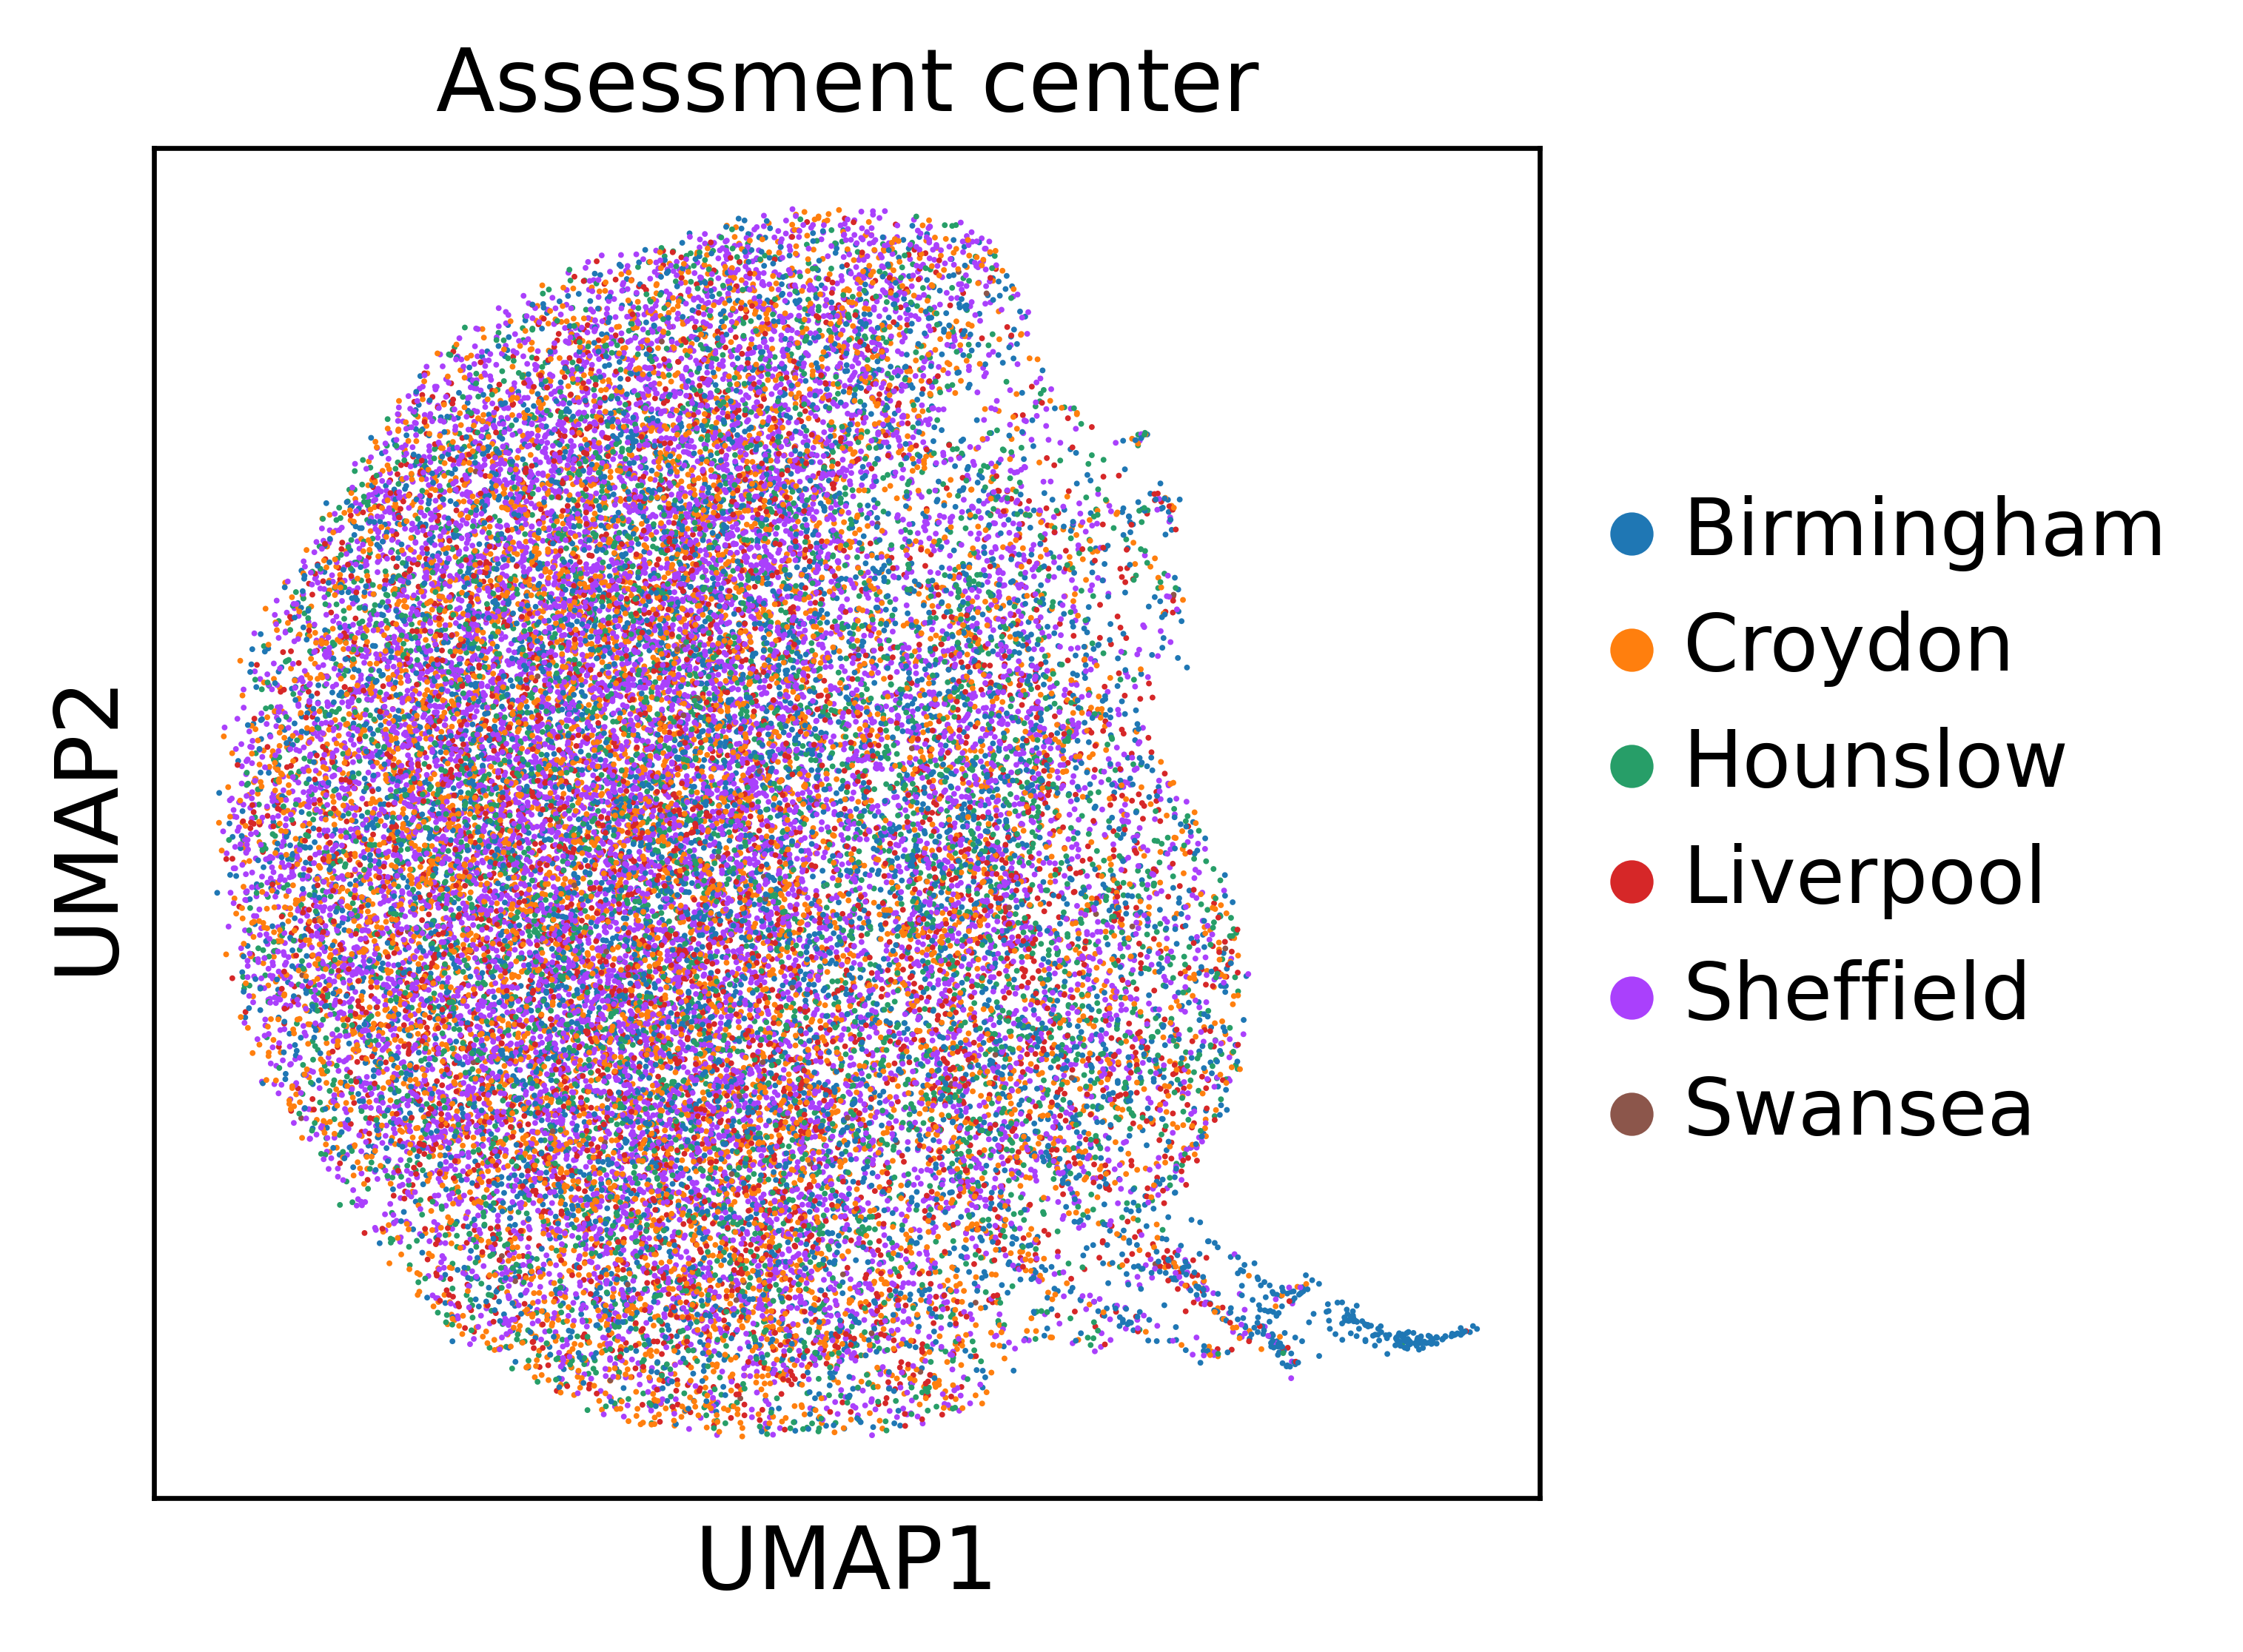 Assessment center
UMAP2
UMAP1
Birmingham
Croydon
Hounslow
Liverpool
Sheffield
Swansea